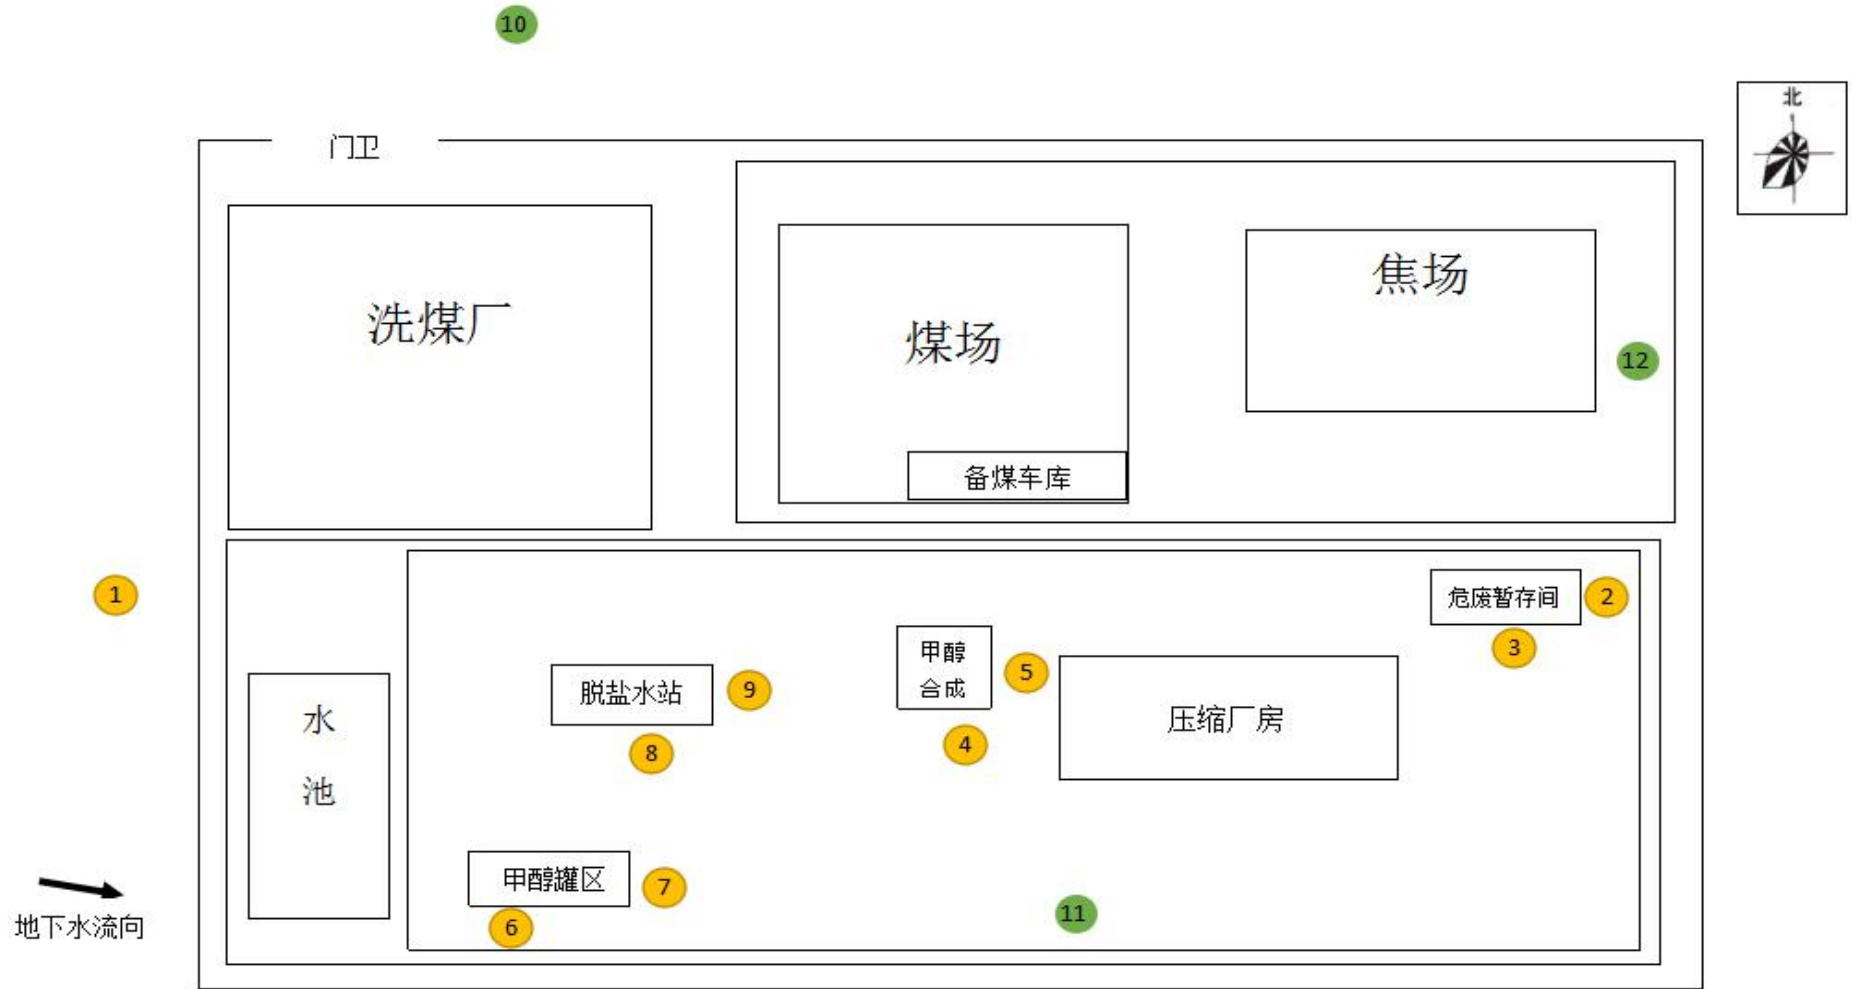 10
北
门卫
洗煤厂
煤场
焦场
12
备煤车库
1
危废暂存间
2
3
甲醇
合成
5
4
脱盐水站
9
8
压缩厂房
水
池
甲醇罐区
7
6
11
地下水流向